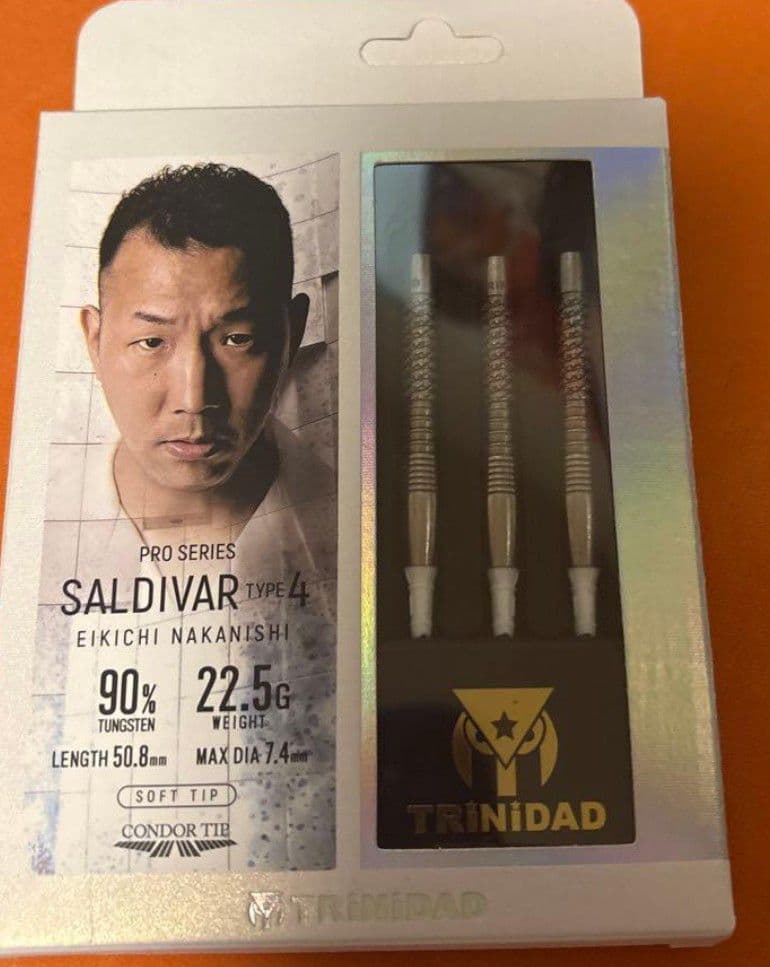 PRO SERIES
SALDIVAR TYPE 4
EIKICHI NAKANISHI
90% 22.5G
TUNGSTEN WEIGHT
LENGTH 50.8mm MAX DIA 7.4mm
SOFT TIP
CONDOR TIP
TRiNiDAD
TRiNiDAD